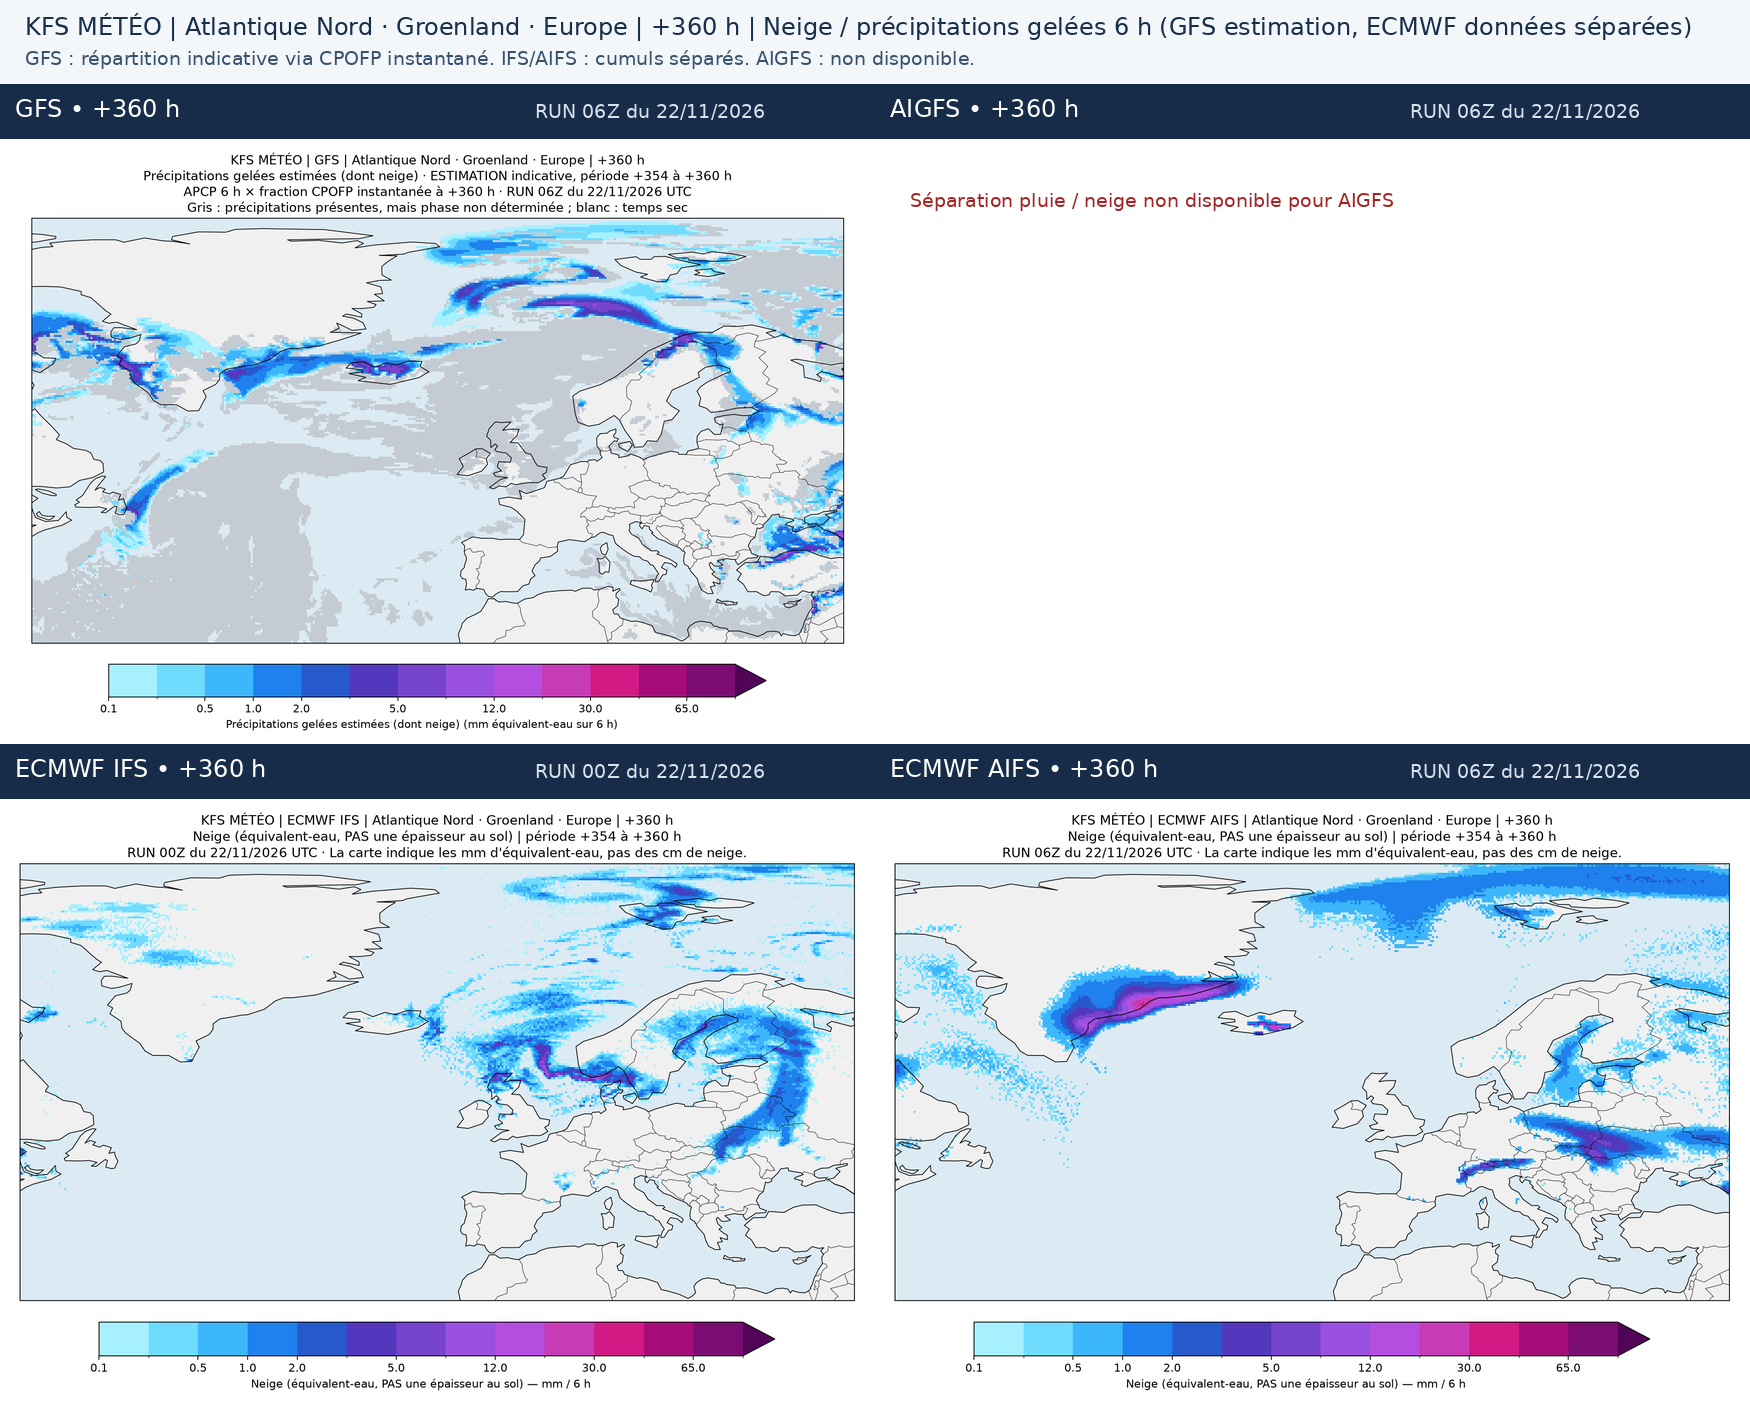 KFS MÉTÉO | Atlantique Nord · Groenland · Europe | +360 h | Neige / précipitations gelées 6 h (GFS estimation, ECMWF données séparées)
GFS : répartition indicative via CPOFP instantané. IFS/AIFS : cumuls séparés. AIGFS : non disponible.
GFS • +360 h
RUN 06Z du 22/11/2026
AIGFS • +360 h
RUN 06Z du 22/11/2026
KFS MÉTÉO | GFS | Atlantique Nord · Groenland · Europe | +360 h
Précipitations gelées estimées (dont neige) · ESTIMATION indicative, période +354 à +360 h
APCP 6 h × fraction CPOFP instantanée à +360 h · RUN 06Z du 22/11/2026 UTC
Gris : précipitations présentes, mais phase non déterminée ; blanc : temps sec
Séparation pluie / neige non disponible pour AIGFS
0.1 0.5 1.0 2.0 5.0 12.0 30.0 65.0
Précipitations gelées estimées (dont neige) (mm équivalent-eau sur 6 h)
ECMWF IFS • +360 h
RUN 00Z du 22/11/2026
ECMWF AIFS • +360 h
RUN 06Z du 22/11/2026
KFS MÉTÉO | ECMWF IFS | Atlantique Nord · Groenland · Europe | +360 h
Neige (équivalent-eau, PAS une épaisseur au sol) | période +354 à +360 h
RUN 00Z du 22/11/2026 UTC · La carte indique les mm d'équivalent-eau, pas des cm de neige.
KFS MÉTÉO | ECMWF AIFS | Atlantique Nord · Groenland · Europe | +360 h
Neige (équivalent-eau, PAS une épaisseur au sol) | période +354 à +360 h
RUN 06Z du 22/11/2026 UTC · La carte indique les mm d'équivalent-eau, pas des cm de neige.
0.1 0.5 1.0 2.0 5.0 12.0 30.0 65.0
Neige (équivalent-eau, PAS une épaisseur au sol) — mm / 6 h
0.1 0.5 1.0 2.0 5.0 12.0 30.0 65.0
Neige (équivalent-eau, PAS une épaisseur au sol) — mm / 6 h